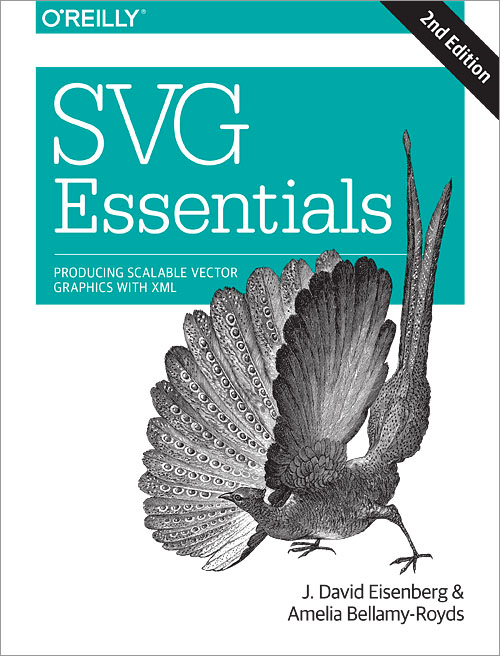 O'REILLY®
2nd Edition
SVG
Essentials
PRODUCING SCALABLE VECTOR
GRAPHICS WITH XML
J. David Eisenberg &
Amelia Bellamy-Royds